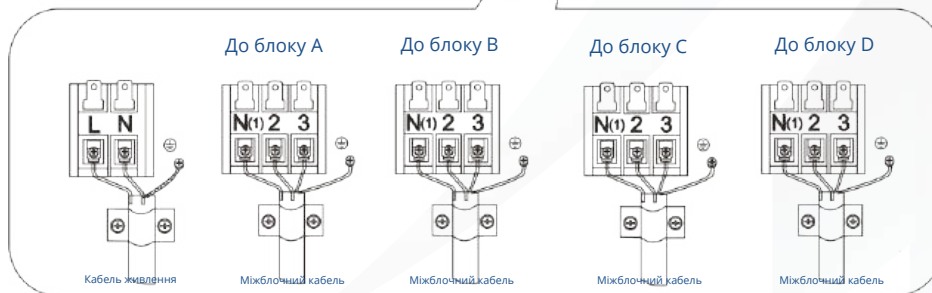 До блоку A
До блоку B
До блоку C
До блоку D
L N
N(1) 2 3
N(1) 2 3
N(1) 2 3
N(1) 2 3
Кабель живлення
Міжблочний кабель
Міжблочний кабель
Міжблочний кабель
Міжблочний кабель